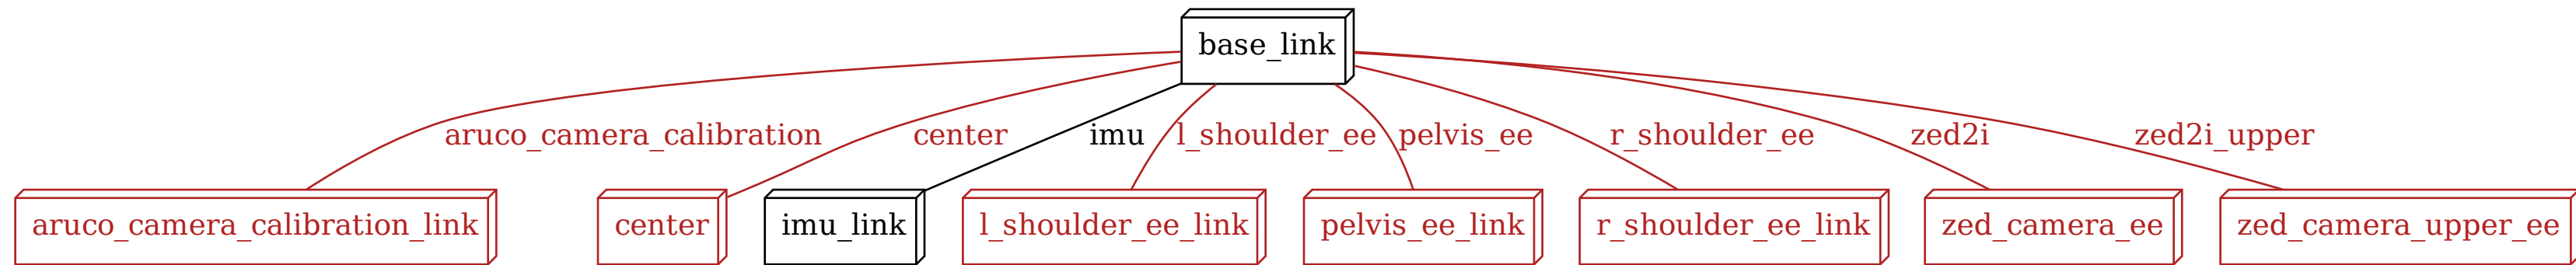 base_link
aruco_camera_calibration
center
imu
l_shoulder_ee
pelvis_ee
r_shoulder_ee
zed2i
zed2i_upper
aruco_camera_calibration_link
center
imu_link
l_shoulder_ee_link
pelvis_ee_link
r_shoulder_ee_link
zed_camera_ee
zed_camera_upper_ee